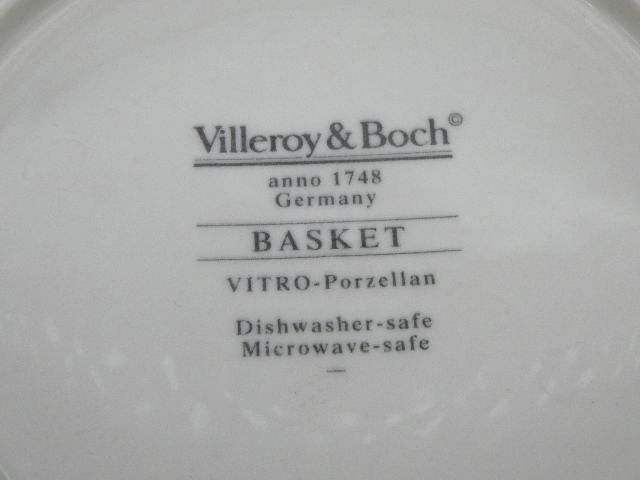 Villeroy & Boch©
anno 1748
Germany
BASKET
VITRO-Porzellan
Dishwasher-safe
Microwave-safe
—